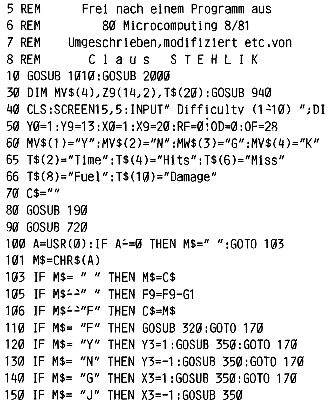 5 REM Frei nach einem Programm aus
6 REM 80 Microcomputing 8/81
7 REM Umgeschrieben,modifiziert etc.von
8 REM C l a u s S T E H L I K
10 GOSUB 1010:GOSUB 2000
30 DIM MV$(4),Z9(14,2),T$(20):GOSUB 940
40 CLS:SCREEN15,5:INPUT" Difficulty (1-10) ";DI
50 Y0=1:Y9=13:X0=1:X9=20:RF=0:OD=0:OF=28
60 MV$(1)="Y":MV$(2)="N":MW$(3)="G":MV$(4)="K"
65 T$(2)="Time":T$(4)="Hits":T$(6)="Miss"
66 T$(8)="Fuel":T$(10)="Damage"
70 C$=""
80 GOSUB 190
90 GOSUB 720
100 A=USR(0):IF A^=0 THEN M$=" ":GOTO 103
101 M$=CHR$(A)
103 IF M$= " " THEN M$=C$
105 IF M$^=" " THEN F9=F9-G1
106 IF M$^="F" THEN C$=M$
110 IF M$= "F" THEN GOSUB 320:GOTO 170
120 IF M$= "Y" THEN Y3=1:GOSUB 350:GOTO 170
130 IF M$= "N" THEN Y3=-1:GOSUB 350:GOTO 170
140 IF M$= "G" THEN X3=-1:GOSUB 350:GOTO 170
150 IF M$= "J" THEN X3=-1:GOSUB 350